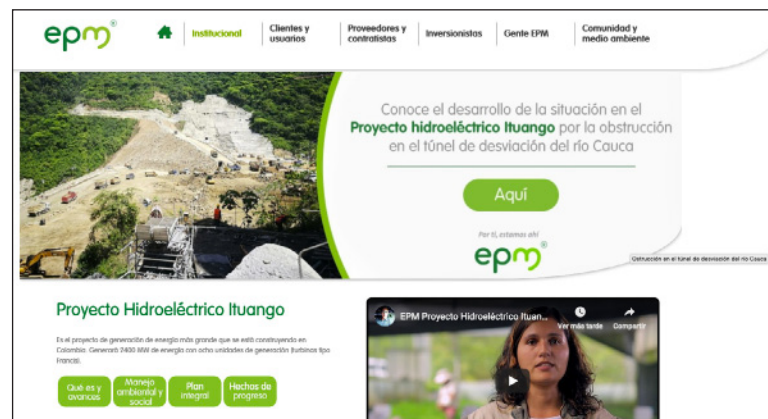 epm®
Institucional
Clientes y
usuarios
Proveedores y
contratistas
Inversionistas
Gente EPM
Comunidad y
medio ambiente
Conoce el desarrollo de la situación en el
Proyecto hidroeléctrico Ituango por la obstrucción
en el túnel de desviación del río Cauca
Aquí
Por ti, estamos ahí
epm®
Ostrucción en el túnel de desviación del río Cauca
Proyecto Hidroeléctrico Ituango
Es el proyecto de generación de energía más grande que se está construyendo en
Colombia. Generará 2400 MW de energía con ocho unidades de generación (turbinas tipo
Francis).
Qué es y
avances
Manejo
ambiental y
social
Plan
integral
Hechos de
progreso
EPM Proyecto Hidroeléctrico Ituan...
Ver más tarde
Compartir